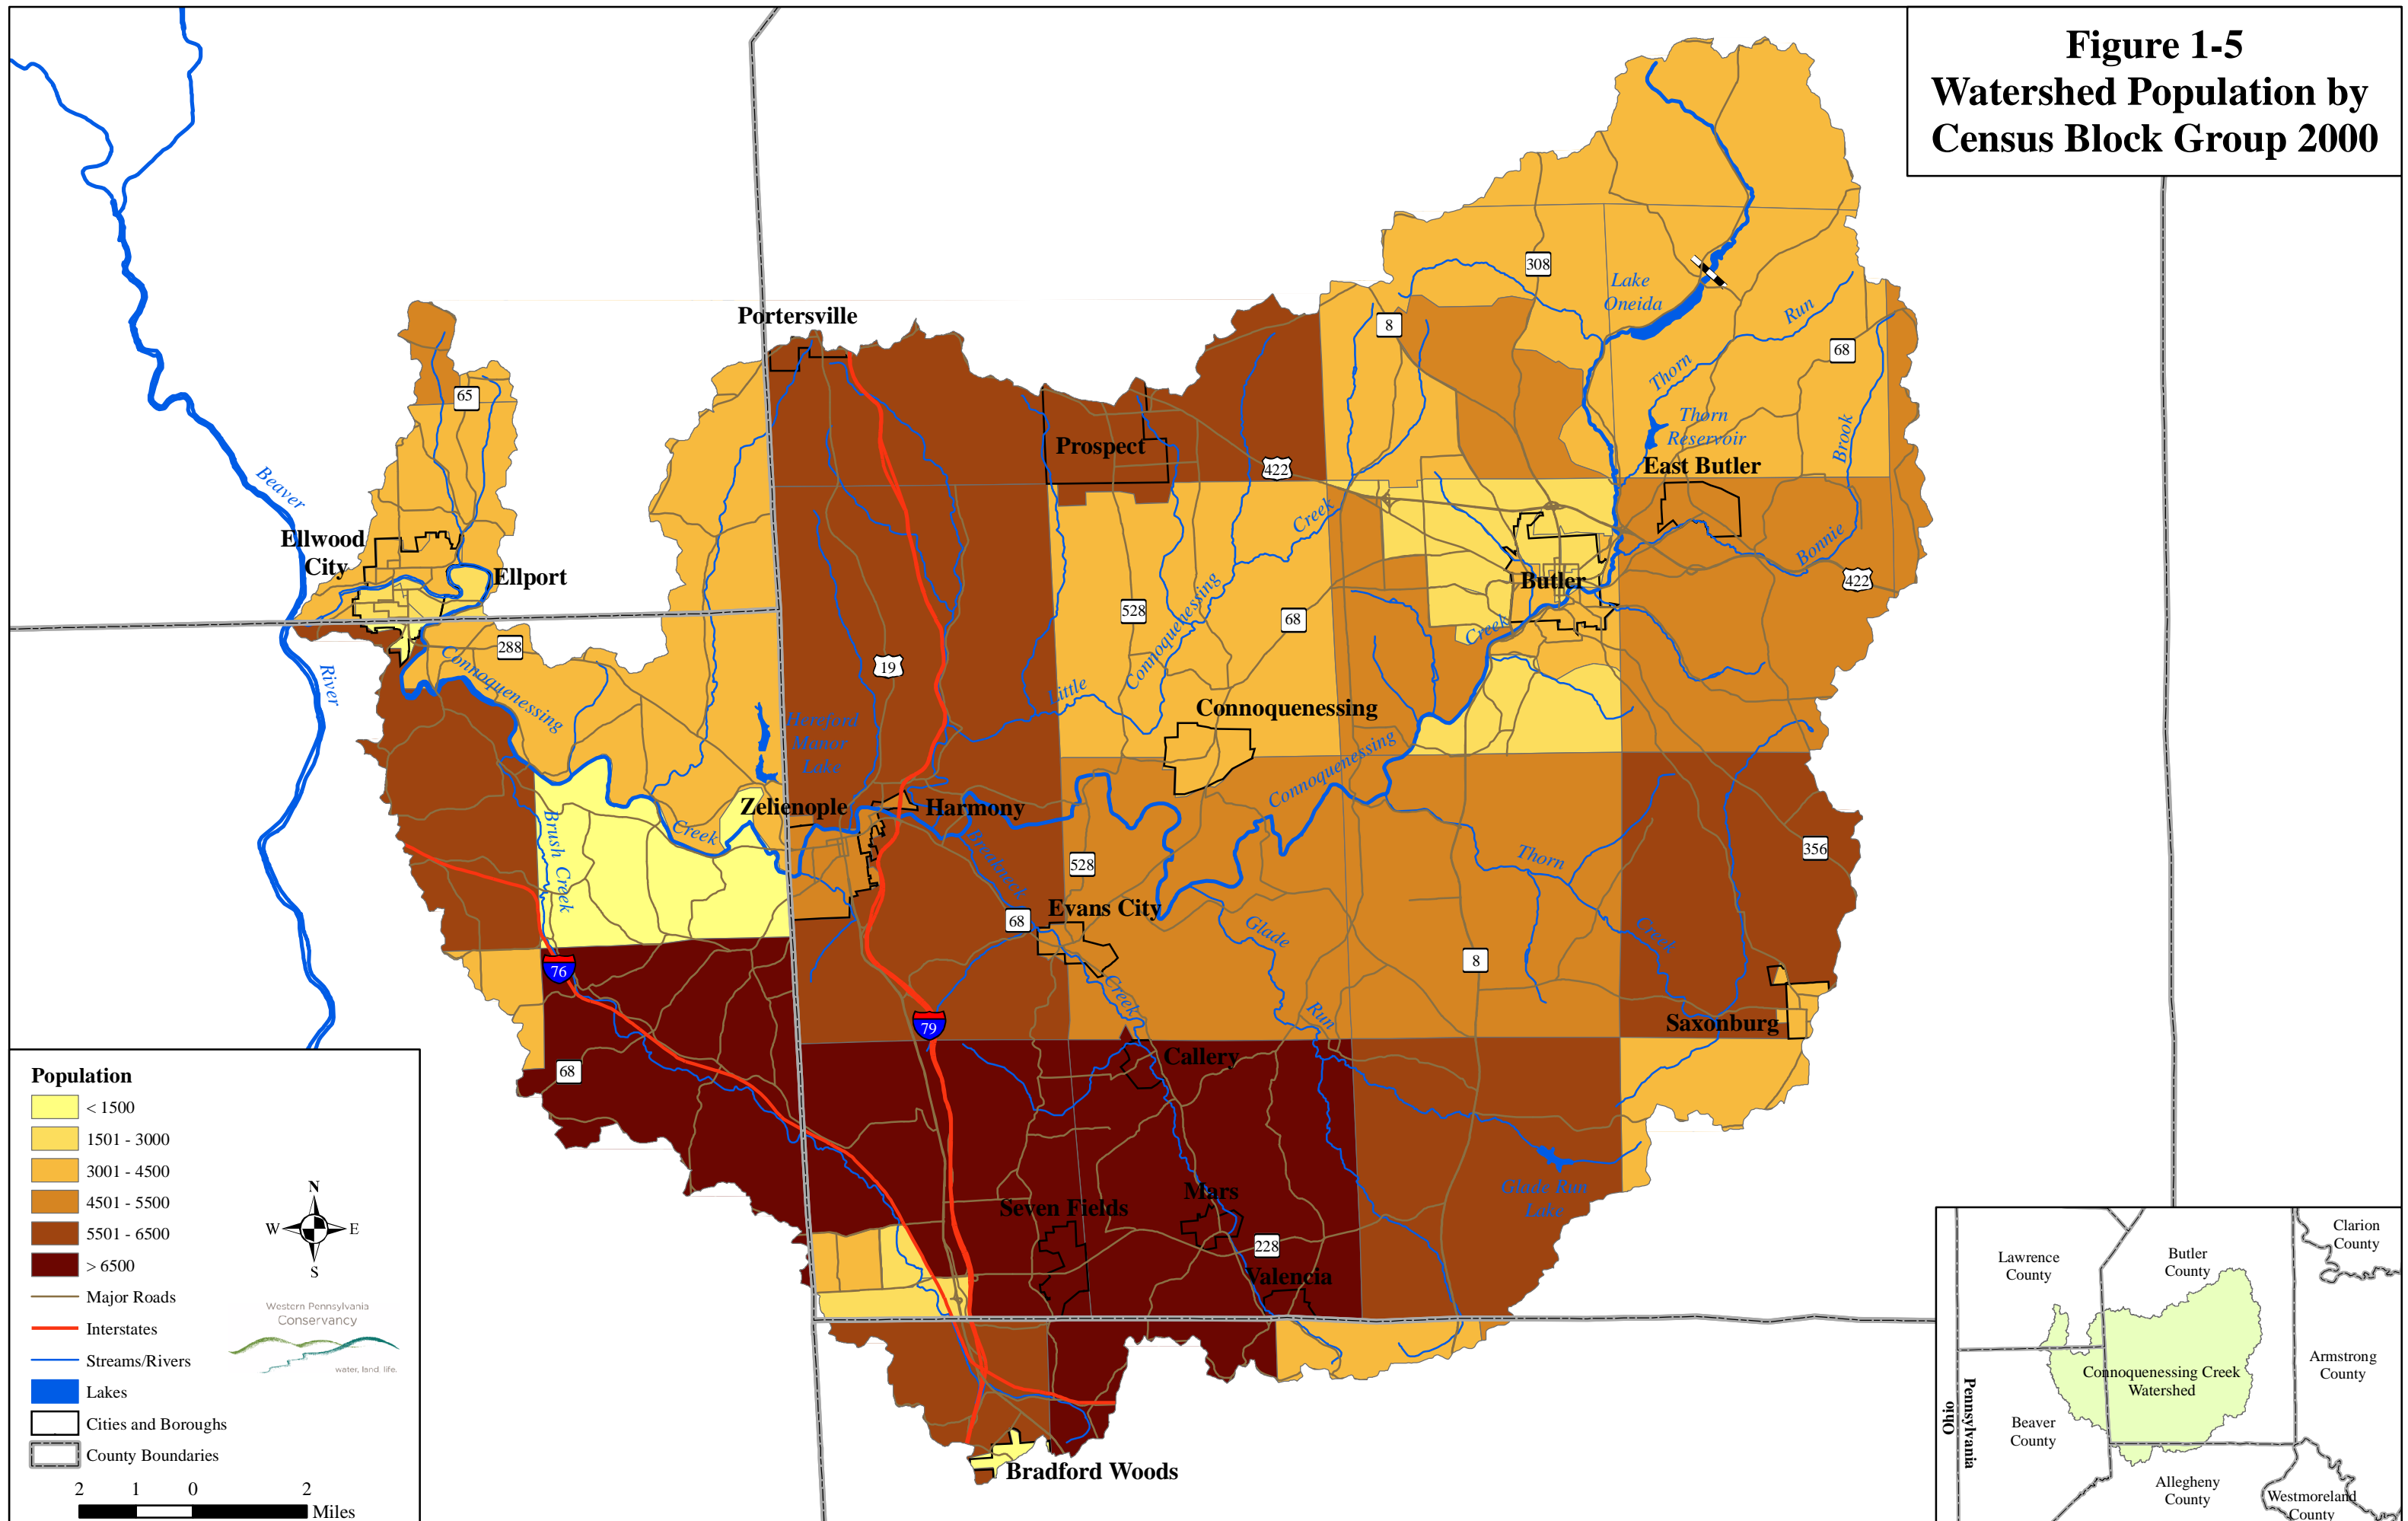 Figure 1-5
Watershed Population by
Census Block Group 2000
308
Lake
Oneida
Run
8
Portersville
68
Thorn
65
Thorn
Reservoir
Brook
Prospect
422
East Butler
Beaver
Creek
Ellwood
City
Bonnie
Ellport
Butler
422
528
Connoquenessing
68
Creek
288
19
River
Connoquenessing
Little
Connoquenessing
Hereford
Manor
Lake
Connoquenessing
Zelienople
Harmony
Creek
Brush Creek
Breakneck
528
Thorn
356
68
Evans City
Glade
Creek
8
76
Creek
79
Run
Saxonburg
Callery
68
Mars
Seven Fields
Glade Run
Lake
228
Valencia
Bradford Woods
Population
< 1500
1501 - 3000
3001 - 4500
4501 - 5500
5501 - 6500
> 6500
Major Roads
Interstates
Streams/Rivers
Lakes
Cities and Boroughs
County Boundaries
N
W
E
S
Western Pennsylvania
Conservancy
water, land, life.
2 1 0 2
Miles
Clarion
County
Lawrence
County
Butler
County
Connoquenessing Creek
Watershed
Armstrong
County
Pennsylvania
Ohio
Beaver
County
Allegheny
County
Westmoreland
County